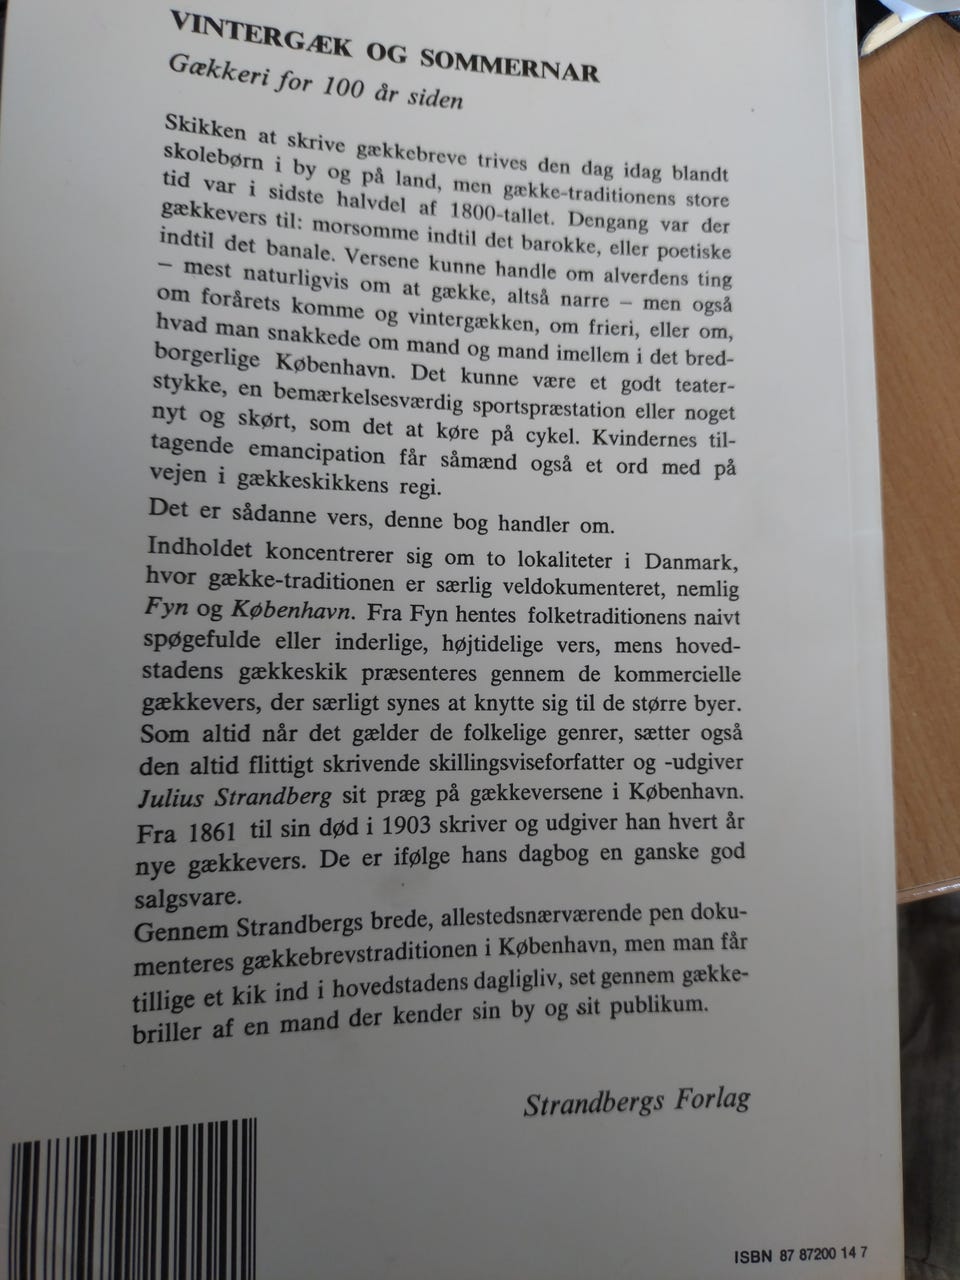 VINTERGÆK OG SOMMERNAR
Gækkeri for 100 år siden
Skikken at skrive gækkebreve trives den dag idag blandt
skolebørn i by og på land, men gække-traditionens store
tid var i sidste halvdel af 1800-tallet. Dengang var der
gækkevers til: morsomme indtil det barokke, eller poetiske
indtil det banale. Versene kunne handle om alverdens ting
– mest naturligvis om at gække, altså narre – men også
om forårets komme og vintergækken, om frieri, eller om,
hvad man snakkede om mand og mand imellem i det bred-
borgerlige København. Det kunne være et godt teater-
stykke, en bemærkelsesværdig sportspræstation eller noget
nyt og skørt, som det at køre på cykel. Kvindernes til-
tagende emancipation får såmænd også et ord med på
vejen i gækkeskikkens regi.
Det er sådanne vers, denne bog handler om.
Indholdet koncentrerer sig om to lokaliteter i Danmark,
hvor gække-traditionen er særlig veldokumenteret, nemlig
Fyn og København. Fra Fyn hentes folketraditionens naivt
spøgefulde eller inderlige, højtidelige vers, mens hoved-
stadens gækkeskik præsenteres gennem de kommercielle
gækkevers, der særligt synes at knytte sig til de større byer.
Som altid når det gælder de folkelige genrer, sætter også
den altid flittigt skrivende skillingsviseforfatter og -udgiver
Julius Strandberg sit præg på gækkeversene i København.
Fra 1861 til sin død i 1903 skriver og udgiver han hvert år
nye gækkevers. De er ifølge hans dagbog en ganske god
salgsvare.
Gennem Strandbergs brede, allestedsnærværende pen doku-
menteres gækkebrevstraditionen i København, men man får
tillige et kik ind i hovedstadens dagligliv, set gennem gække-
briller af en mand der kender sin by og sit publikum.
Strandbergs Forlag
ISBN 87 87200 14 7